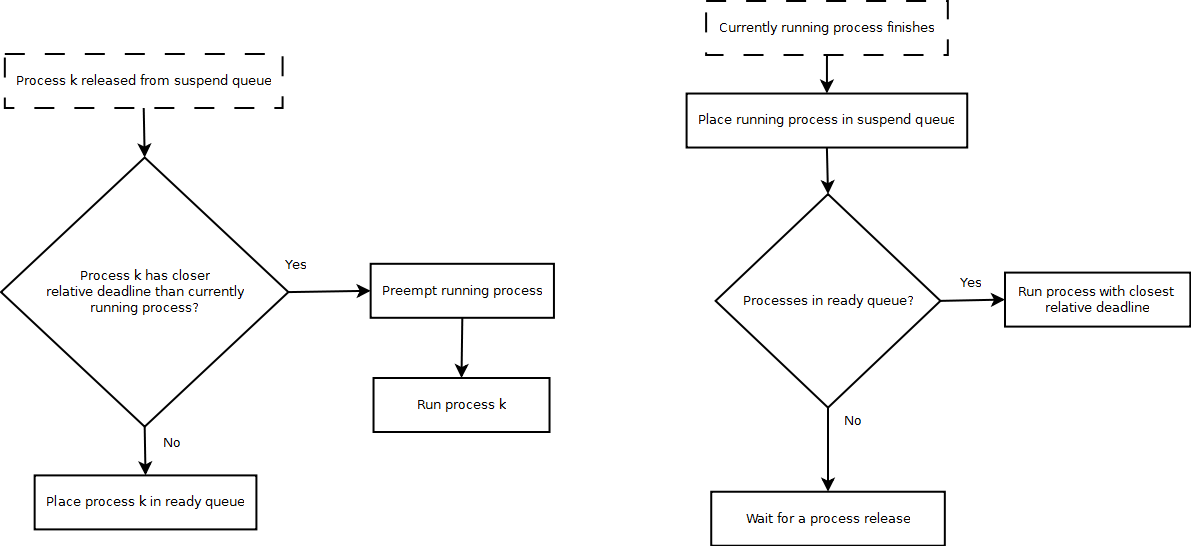 Process k released from suspend queue
Process k has closer
relative deadline than currently
running process?
Yes
Preempt running process
Run process k
No
Place process k in ready queue
Currently running process finishes
Place running process in suspend queue
Processes in ready queue?
Yes
Run process with closest
relative deadline
No
Wait for a process release